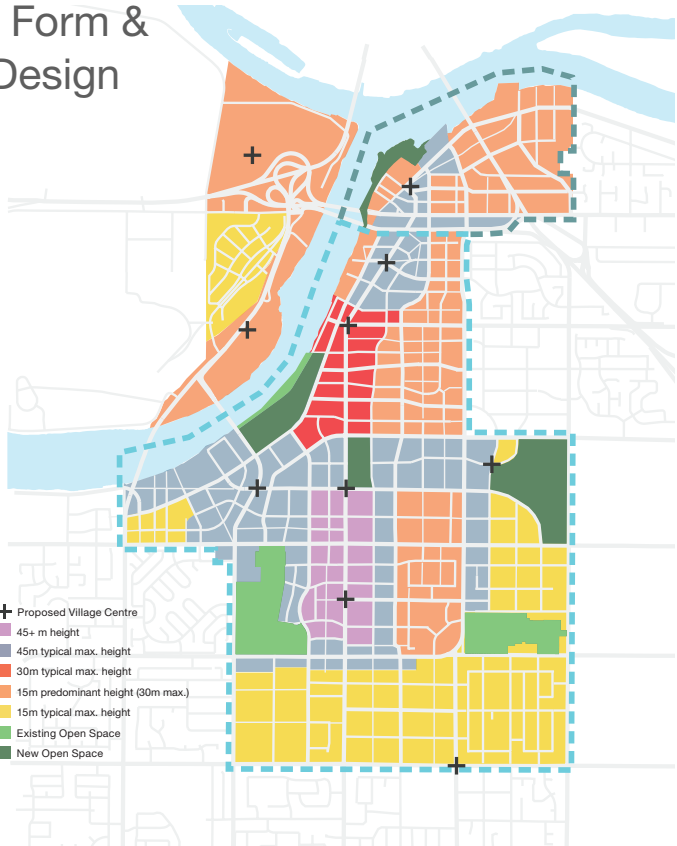 Form &
Design
Proposed Village Centre
45+ m height
45m typical max. height
30m typical max. height
15m predominant height (30m max.)
15m typical max. height
Existing Open Space
New Open Space